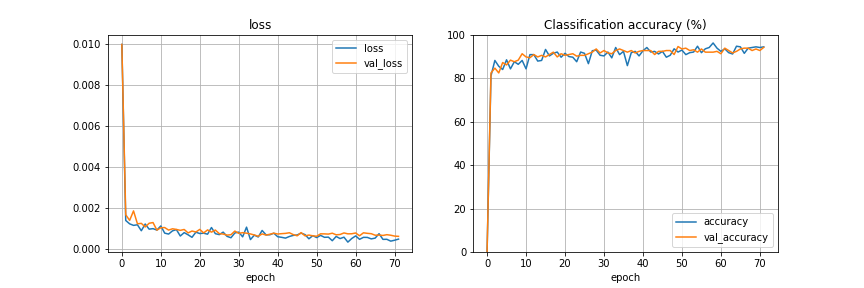 loss
0.010
0.008
0.006
0.004
0.002
0.000
loss
val_loss
0 10 20 30 40 50 60 70
epoch
Classification accuracy (%)
100
80
60
40
20
0
accuracy
val_accuracy
0 10 20 30 40 50 60 70
epoch